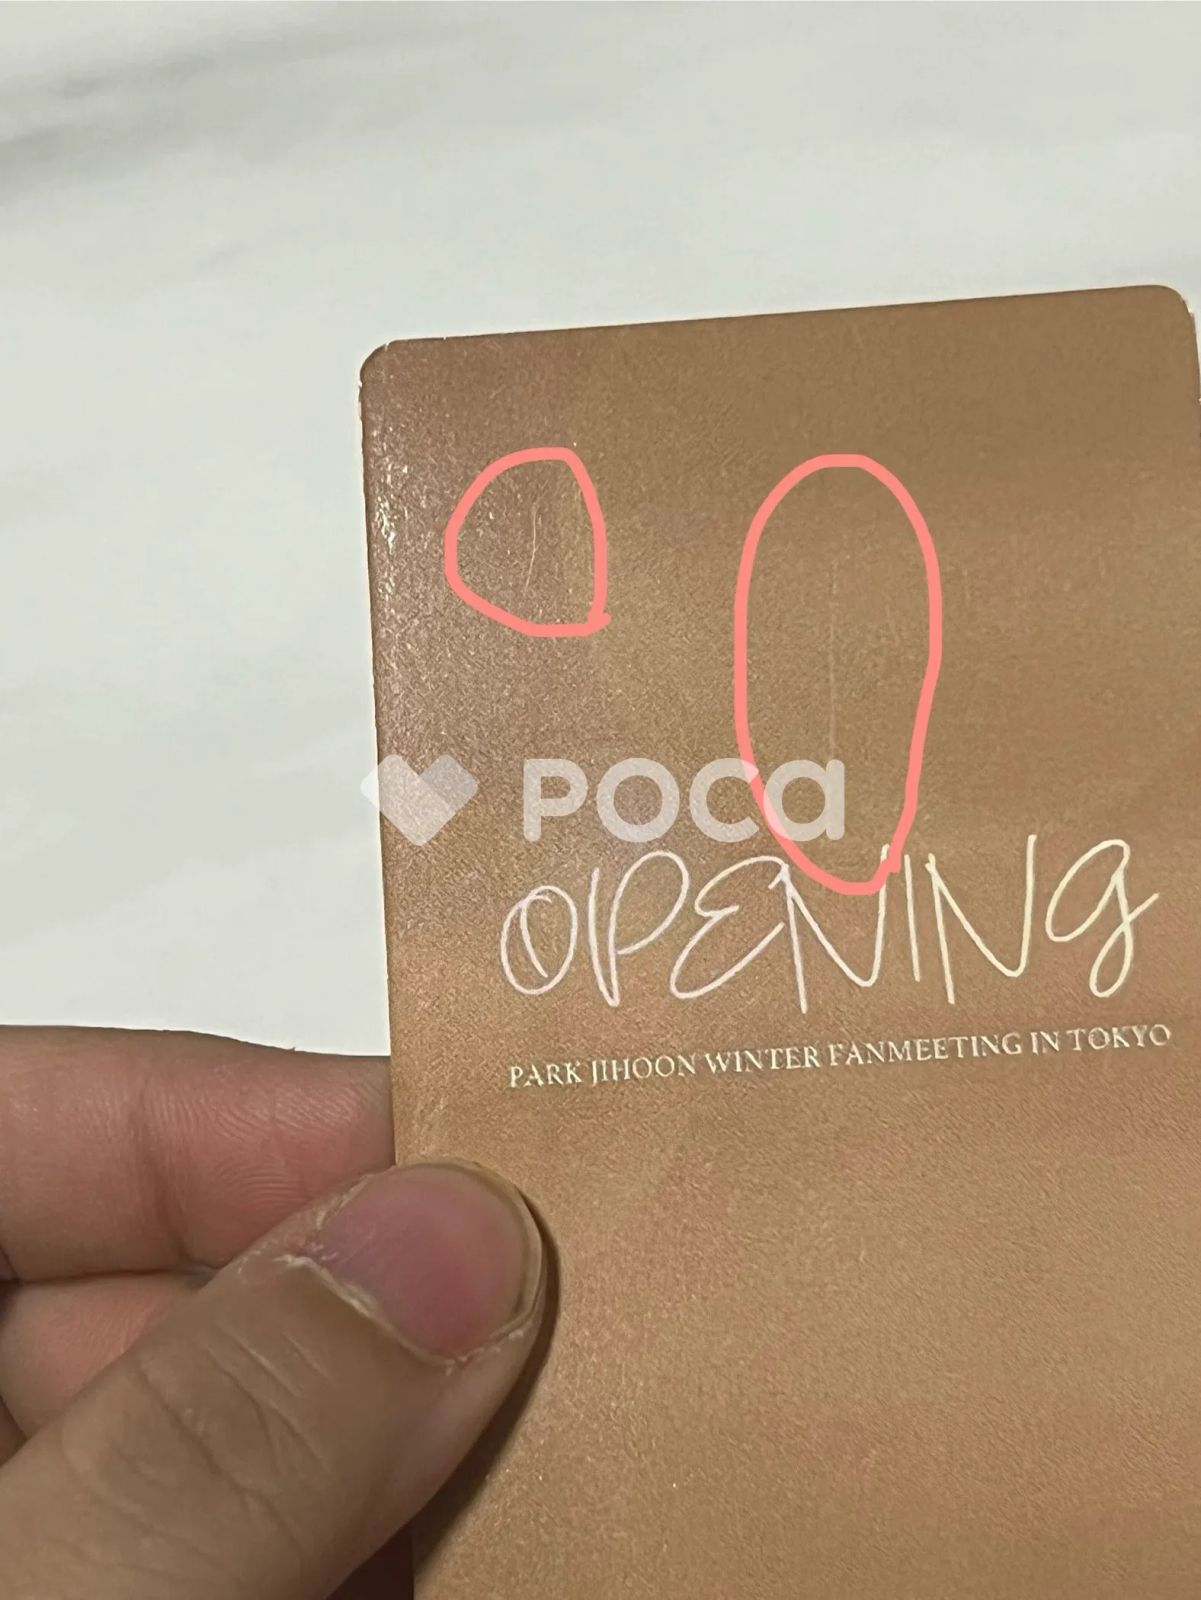 POCA
OPENING
PARK JIHOON WINTER FANMEETING IN TOKYO